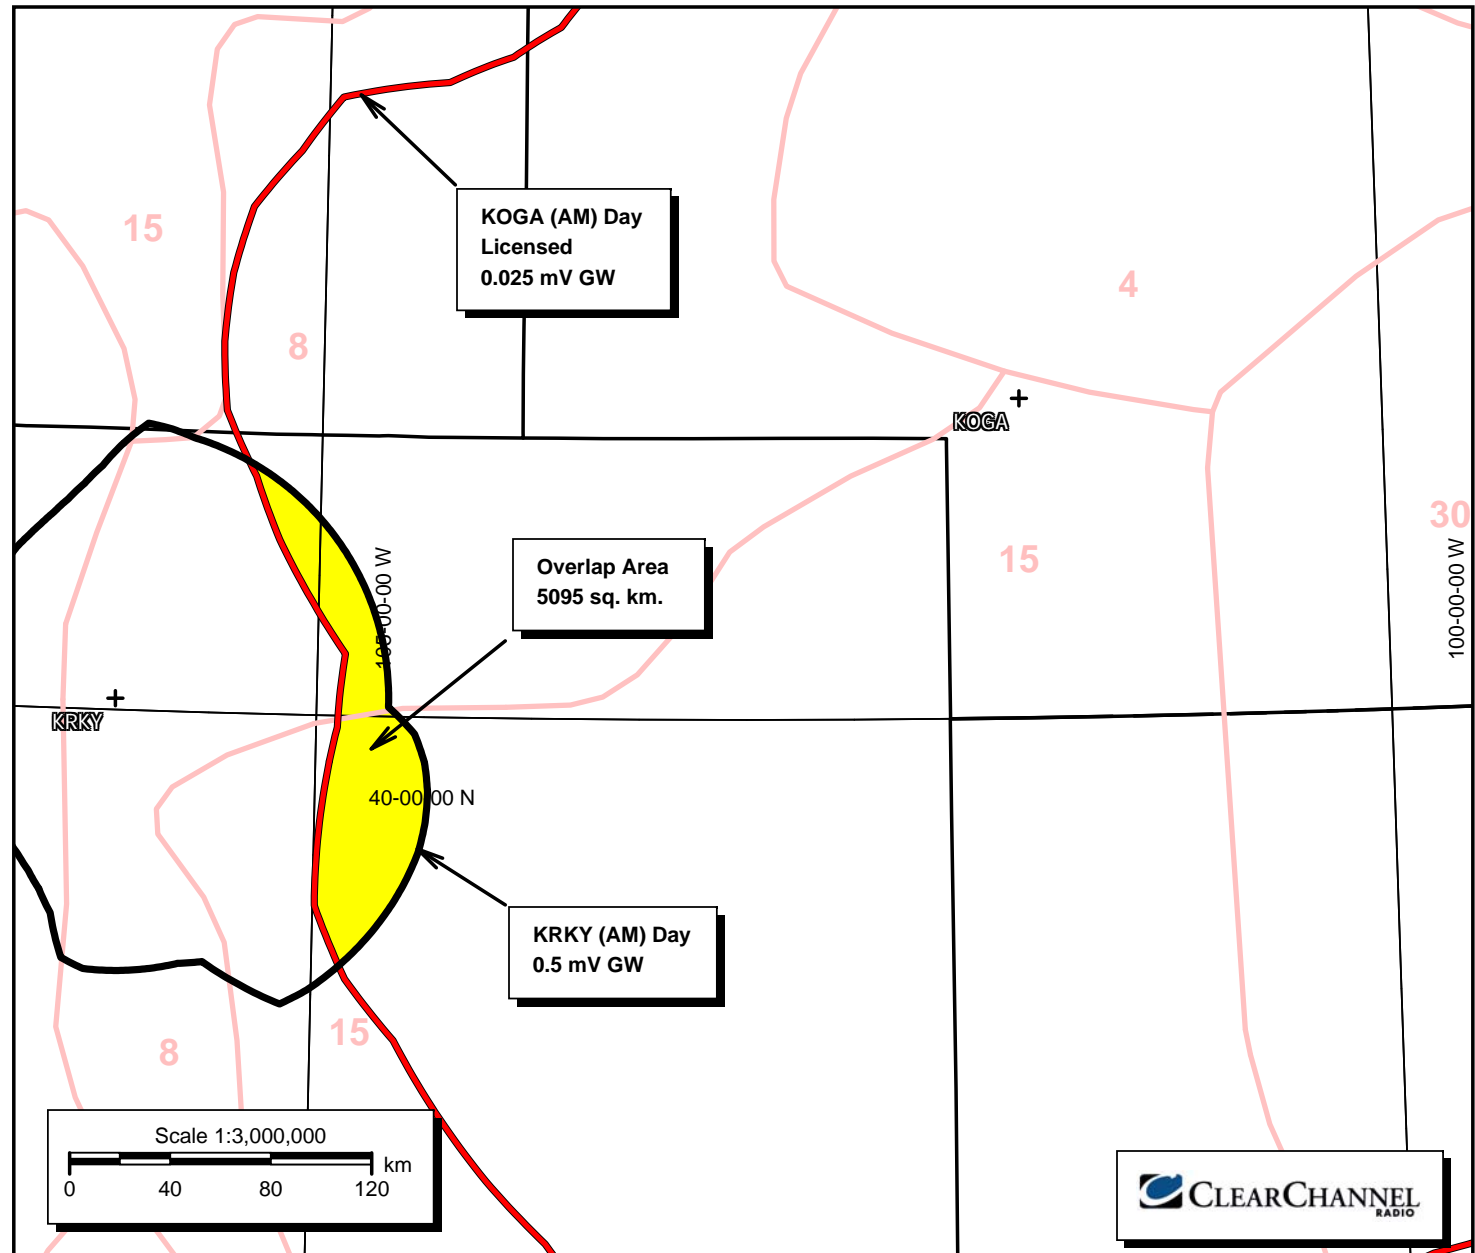 15
KOGA (AM) Day
Licensed
0.025 mV GW
4
8
KOGA
30
15
105-00-00 W
100-00-00 W
Overlap Area
5095 sq. km.
KRKY
40-00-00 N
KRKY (AM) Day
0.5 mV GW
15
8
Scale 1:3,000,000
km
0 40 80 120
CLEARCHANNEL
RADIO